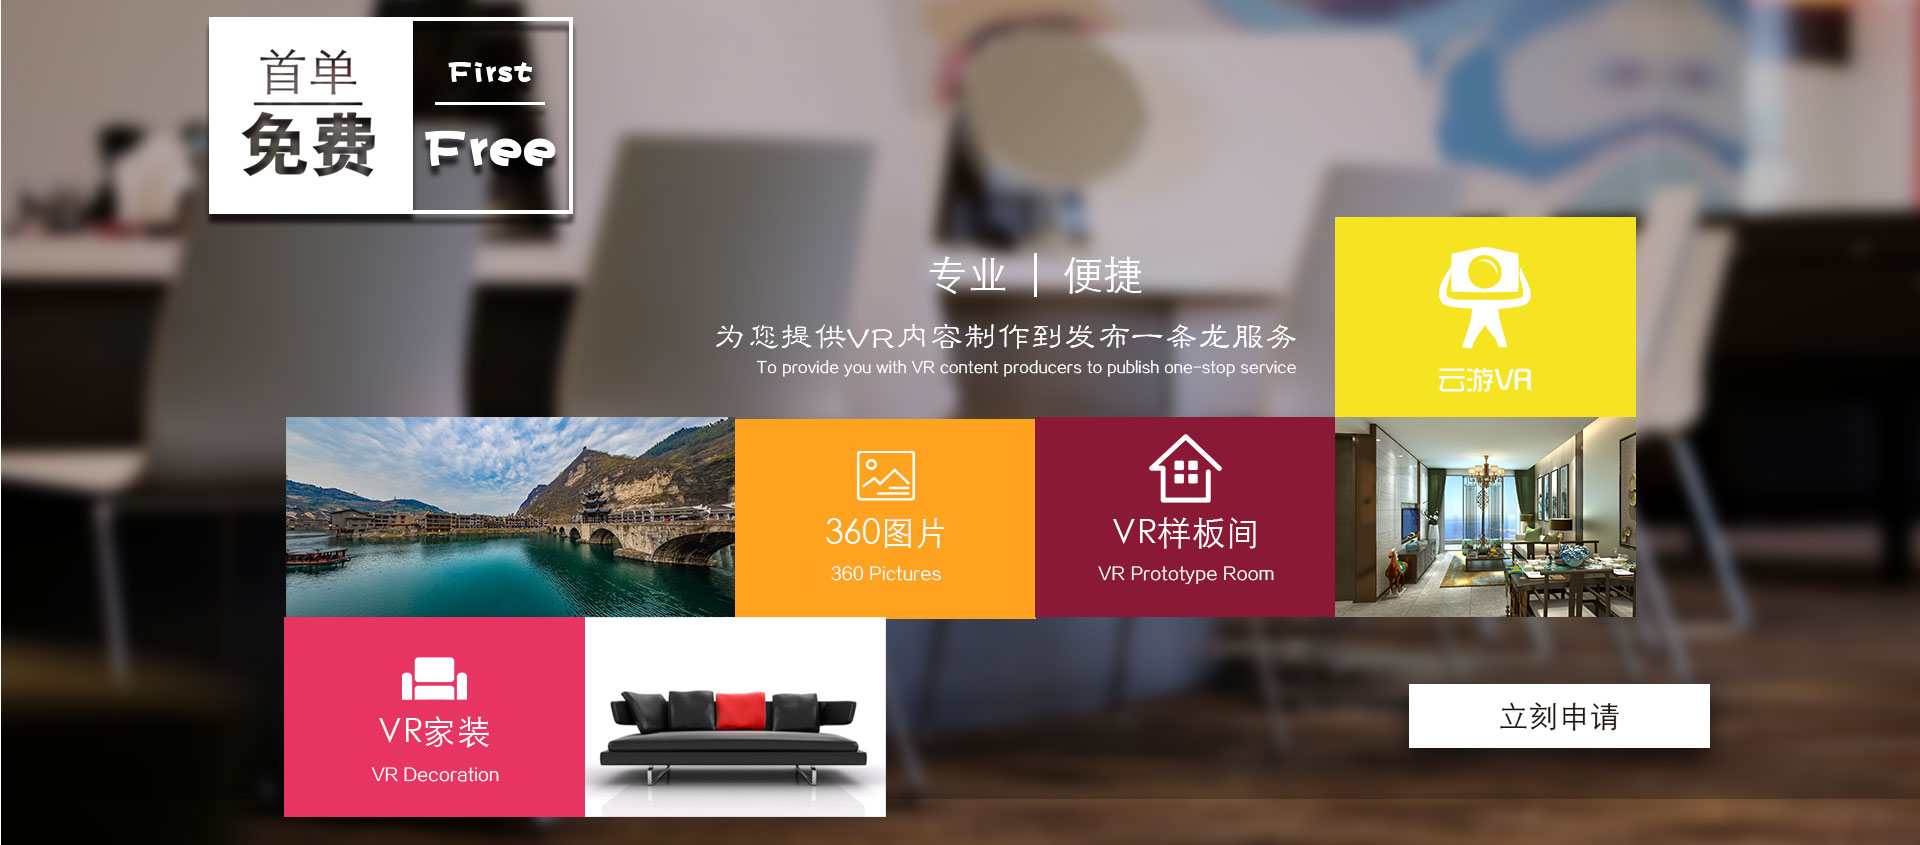 首单
免费
First
Free
专业 | 便捷
为您提供VR内容制作到发布一条龙服务
To provide you with VR content producers to publish one-stop service
云游VR
360图片
360 Pictures
VR样板间
VR Prototype Room
VR家装
VR Decoration
立刻申请